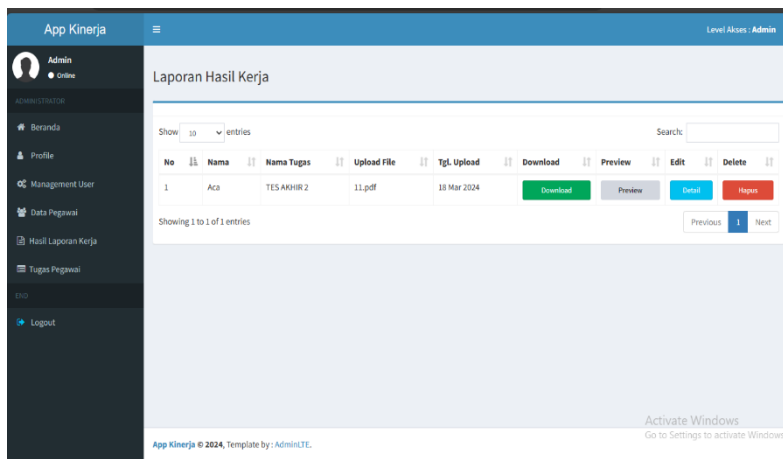 App Kinerja
Level Akses : Admin
Admin
Online
ADMINISTRATOR
Beranda
Profile
Management User
Data Pegawai
Hasil Laporan Kerja
Tugas Pegawai
Logout
Laporan Hasil Kerja
Show 10 entries
Search:
No Nama Nama Tugas Upload File Tgl. Upload Download Preview Edit Delete
1 Aca TES AKHIR 2 11.pdf 18 Mar 2024 Download Preview Detail Hapus
Showing 1 to 1 of 1 entries
Previous 1 Next
Activate Windows
Go to Settings to activate Windows
App Kinerja © 2024, Template by : AdminLTE.